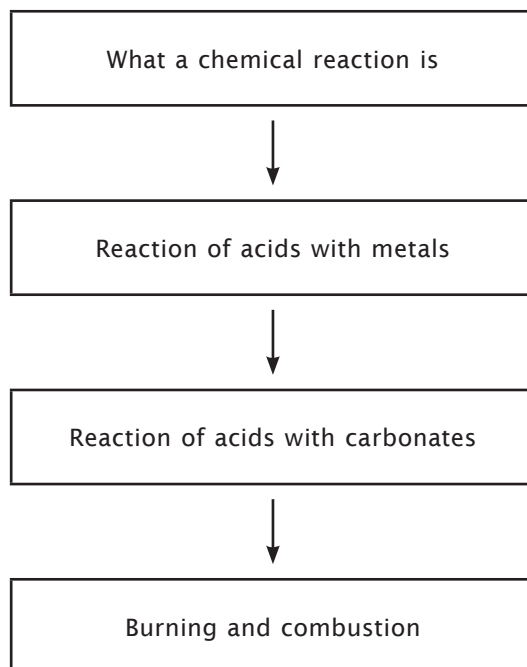 What a chemical reaction is
Reaction of acids with metals
Reaction of acids with carbonates
Burning and combustion